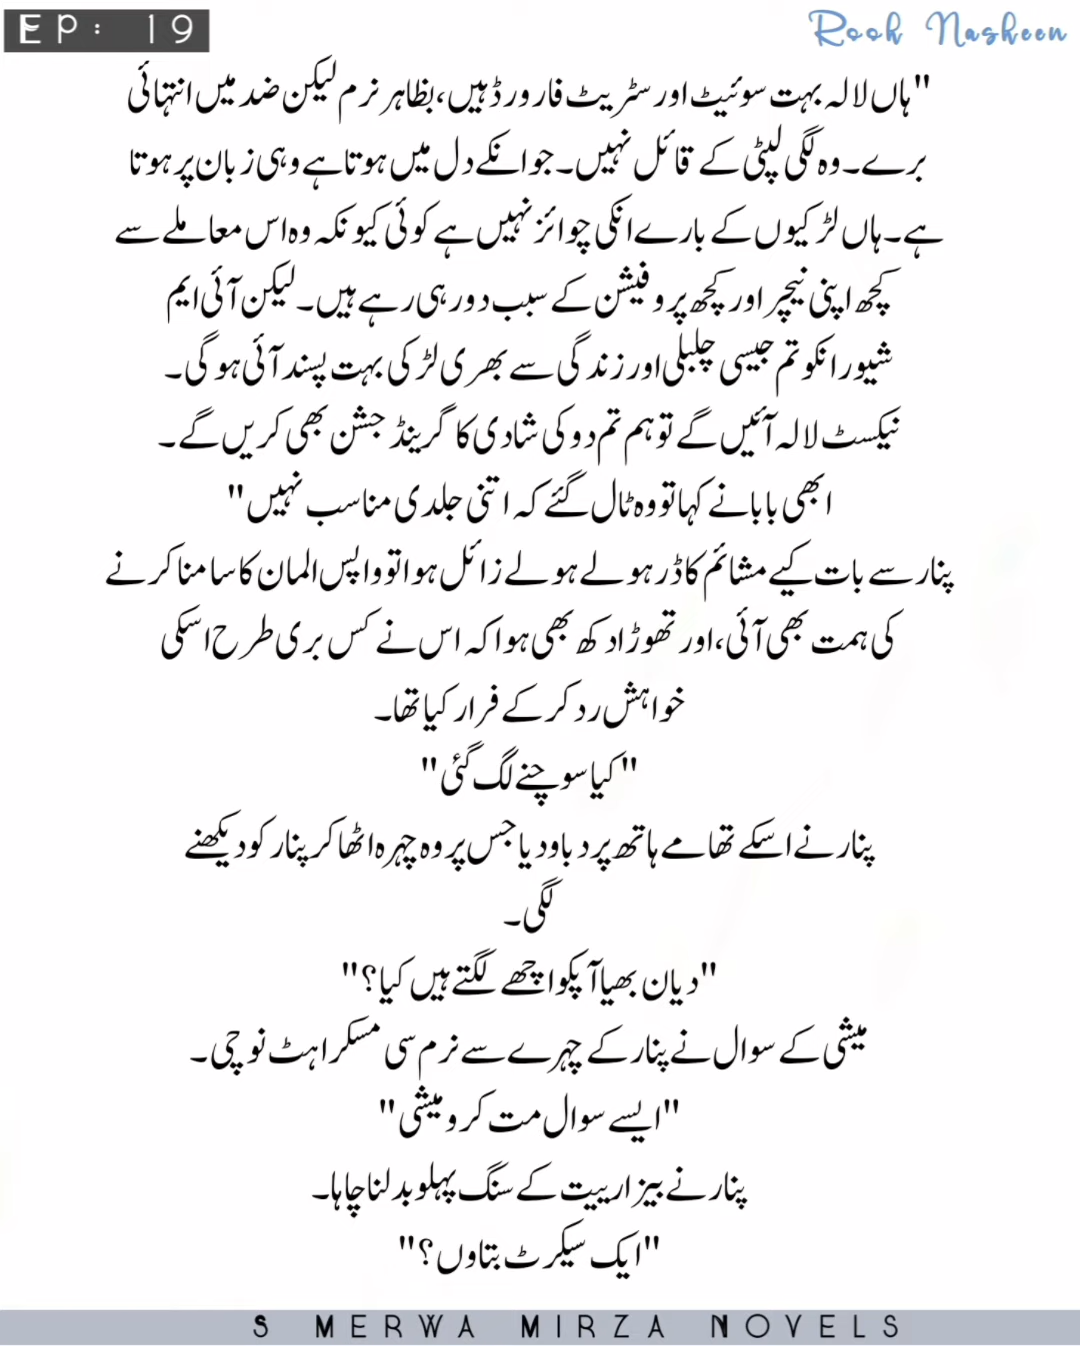 EP: 19
Rooh Nasheen
"ہاں لالہ بہت سوئیٹ اور سٹریٹ فارورڈ ہیں، بظاہر نرم لیکن ضد میں انتہائی
برے۔ وہ لگی لپٹی کے قائل نہیں۔ جو انکے دل میں ہوتا ہے وہی زبان پر ہوتا
ہے۔ ہاں لڑکیوں کے بارے انکی چوائز نہیں ہے کوئی کیونکہ وہ اس معاملے سے
کچھ اپنی نیچر اور کچھ پروفیشن کے سبب دور ہی رہے ہیں۔ لیکن آئی ایم
شیور انکو تم جیسی چلبلی اور زندگی سے بھری لڑکی بہت پسند آئی ہوگی۔
نیکسٹ لالہ آئیں گے تو ہم تم دو کی شادی کا گرینڈ جشن بھی کریں گے۔
ابھی بابا نے کہا تو وہ ٹال گئے کہ اتنی جلدی مناسب نہیں"
پنار سے بات کیے مشائم کا ڈر ہولے ہولے زائل ہوا تو واپس المان کا سامنا کرنے
کی ہمت بھی آئی، اور تھوڑا دکھ بھی ہوا کہ اس نے کس بری طرح اسکی
خواہش رد کر کے فرار کیا تھا۔
"کیا سوچنے لگ گئی"
پنار نے اسکے تھامے ہاتھ پر دباو دیا جس پر وہ چہرہ اٹھا کر پنار کو دیکھنے
لگی۔
"دیان بھیا آپکو اچھے لگتے ہیں کیا؟"
میشی کے سوال نے پنار کے چہرے سے نرم سی مسکراہٹ نوچی۔
"ایسے سوال مت کرو میشی"
پنار نے بیزاریت کے سنگ پہلو بدلنا چاہا۔
"ایک سیکرٹ بتاوں؟"
S MERWA MIRZA NOVELS